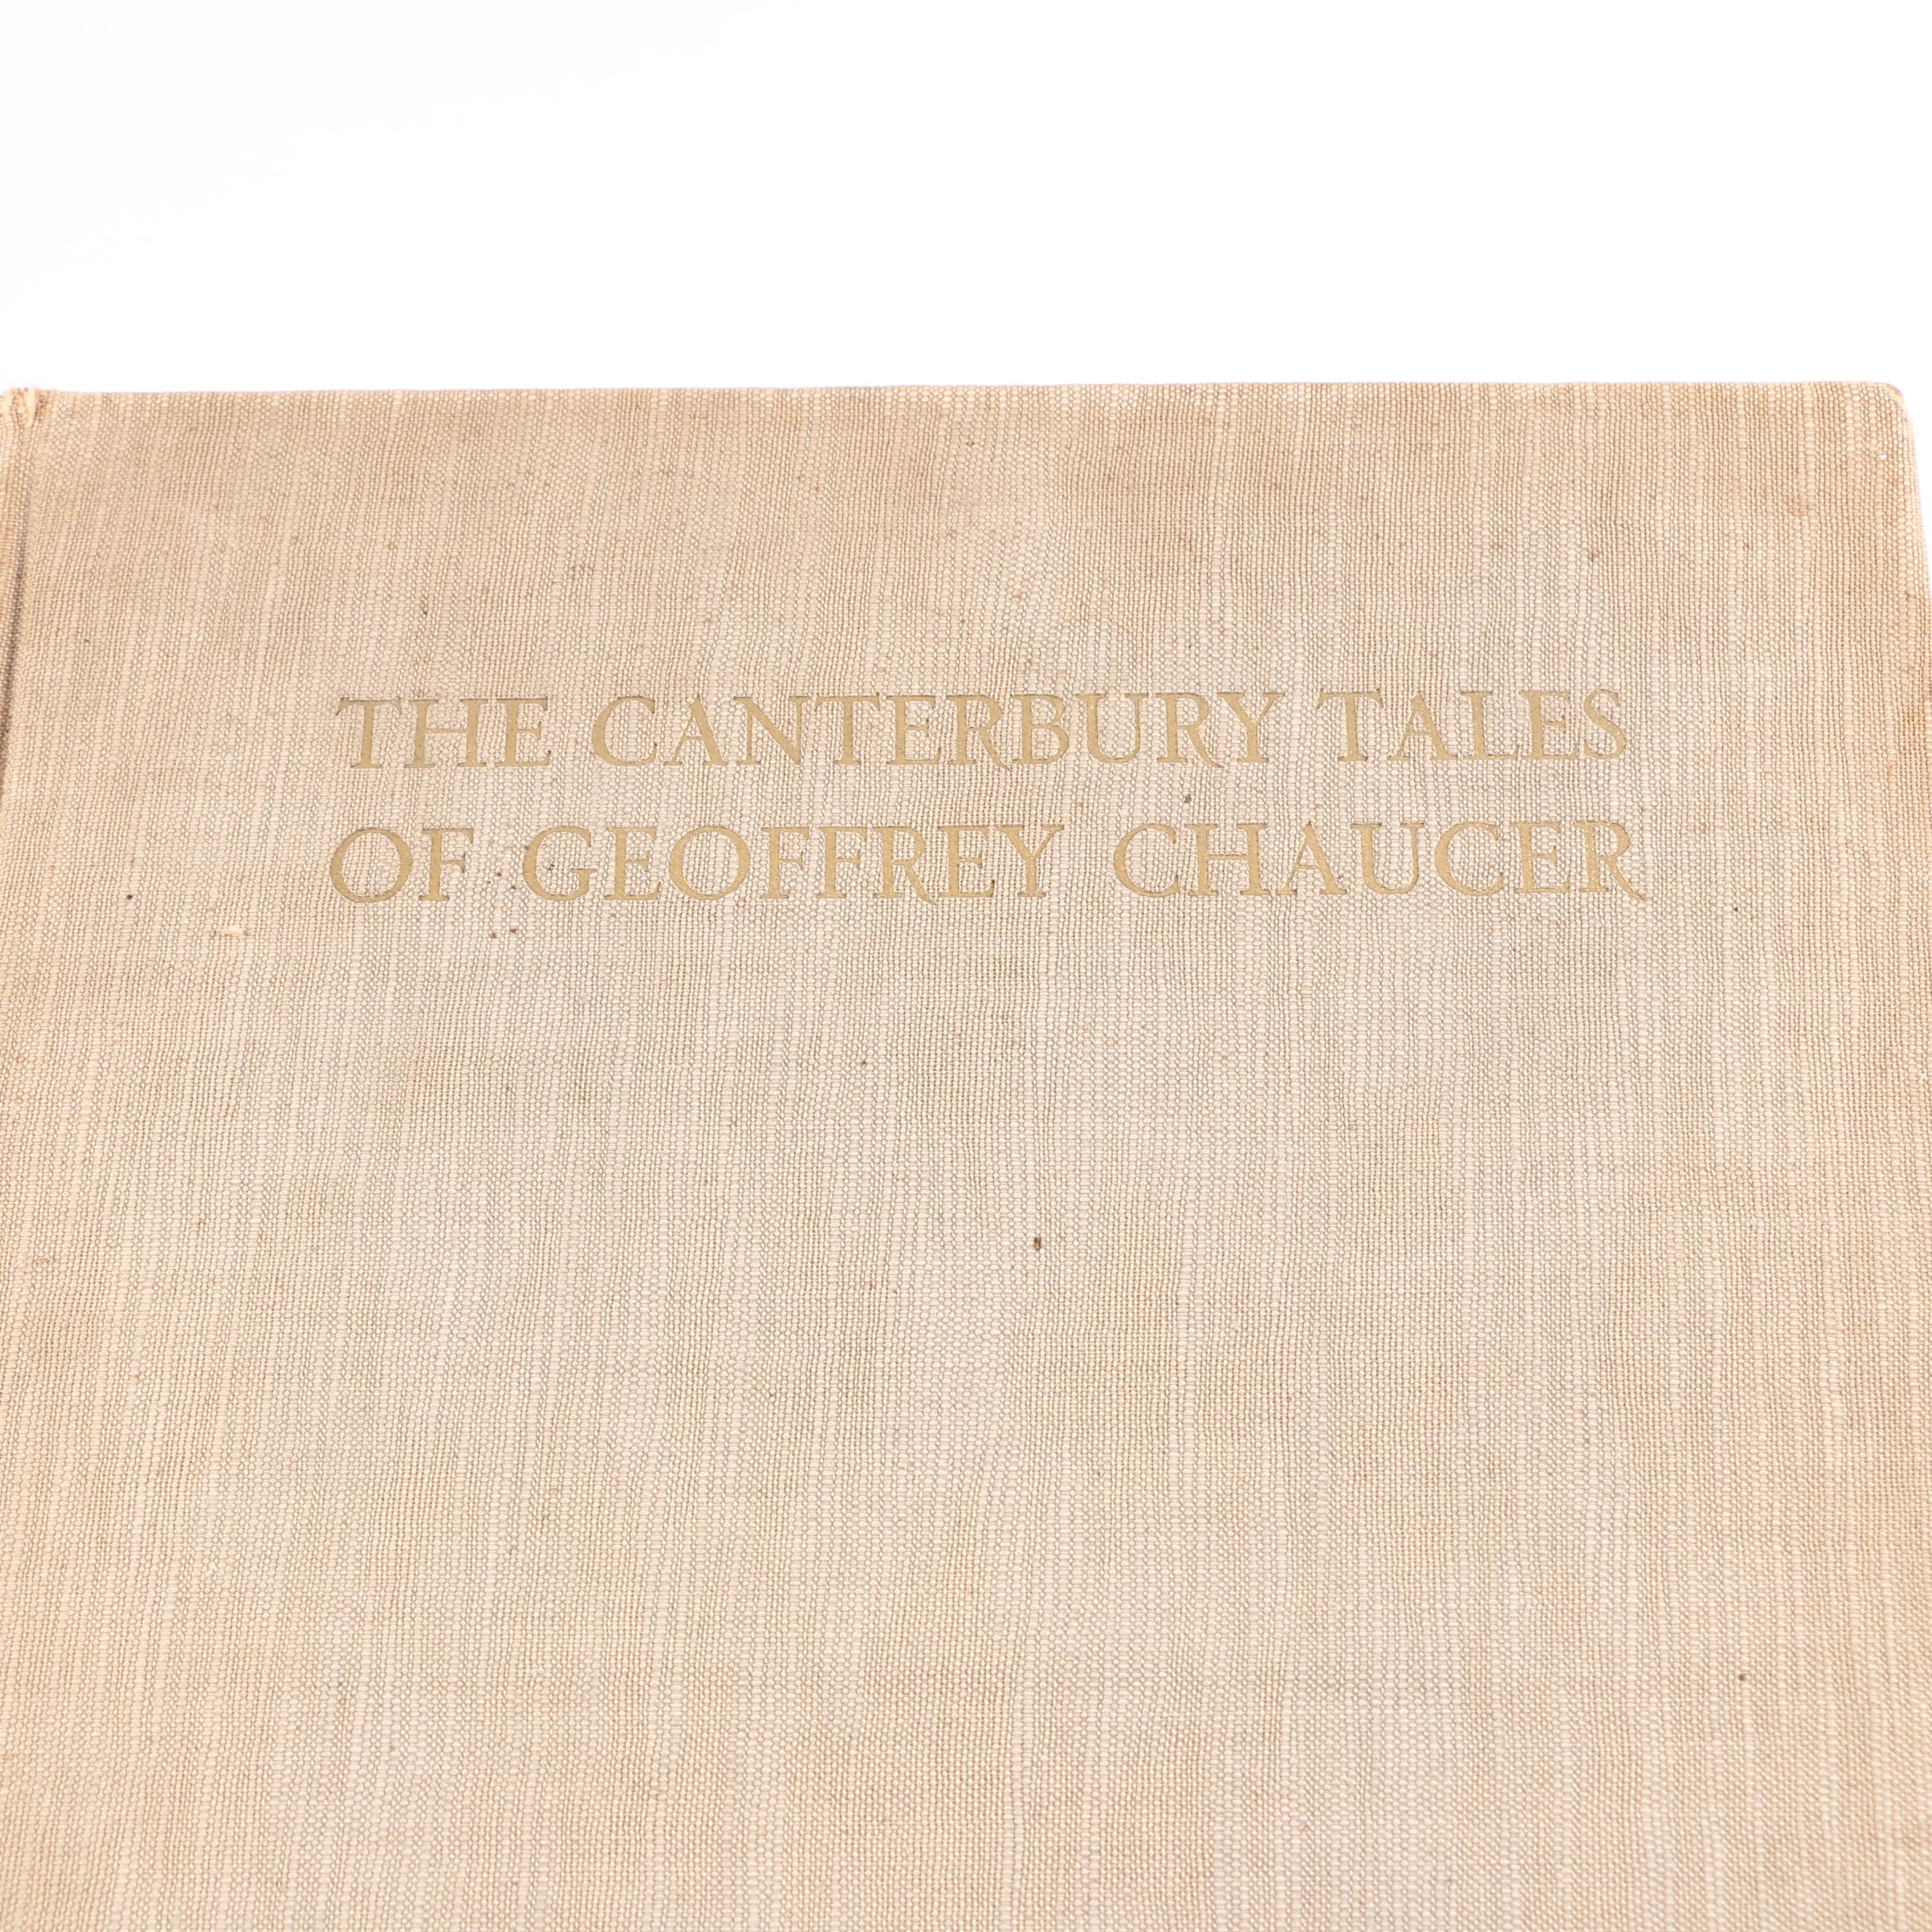 THE CANTERBURY TALES
OF GEOFFREY CHAUCER